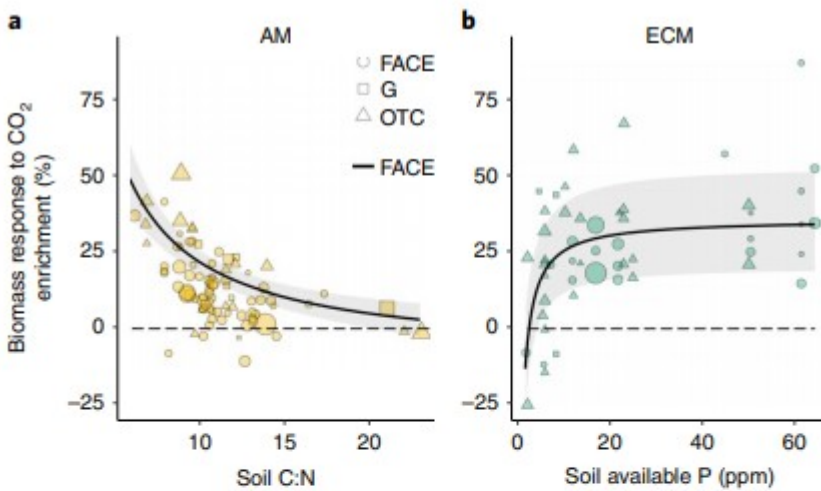 a
AM
b
ECM
FACE
G
OTC
FACE
Biomass response to CO₂
enrichment (%)
75
50
25
0
−25
10
15
20
Soil C:N
75
50
25
0
−25
0
20
40
60
Soil available P (ppm)